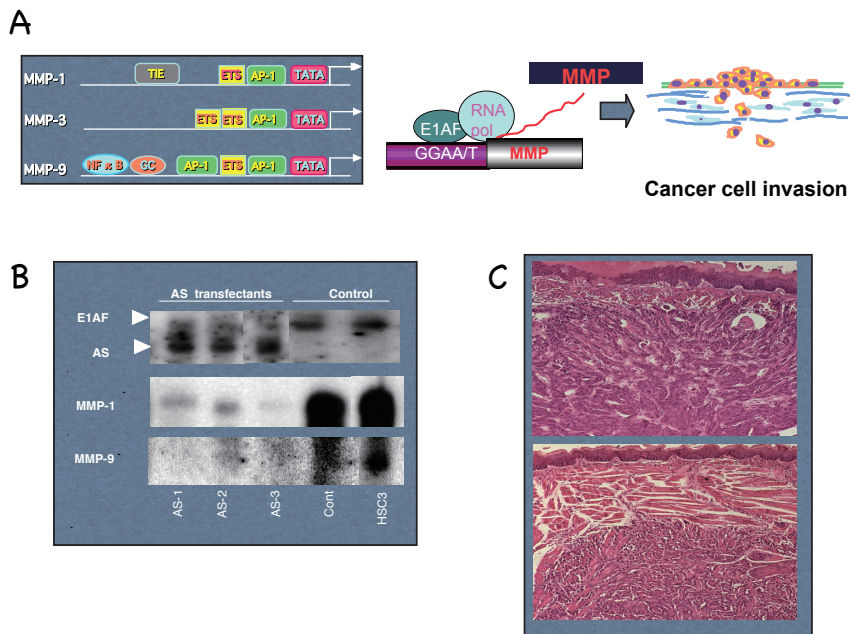 A
MMP-1 TIE ETS AP-1 TATA
MMP-3 ETS ETS AP-1 TATA
MMP-9 NF κ B CC AP-1 ETS AP-1 TATA
MMP
RNA
pol
E1AF
GGAA/T MMP
Cancer cell invasion
B
AS transfectants Control
E1AF
AS
MMP-1
MMP-9
AS-1
AS-2
AS-3
Cont
HSC3
C